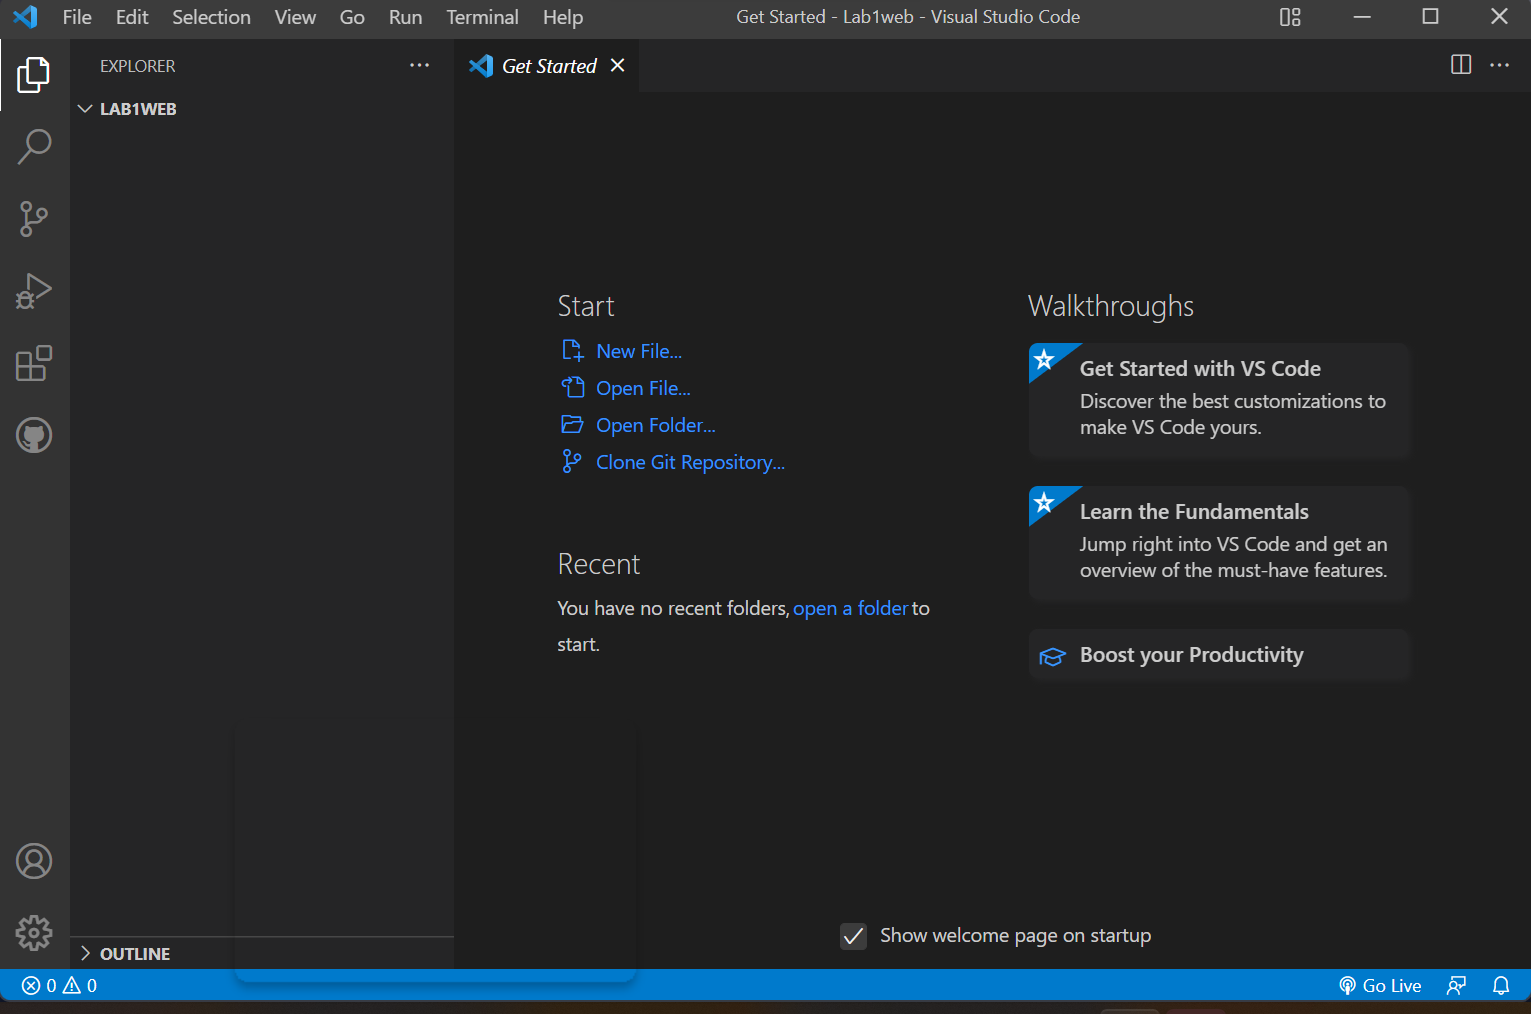 File Edit Selection View Go Run Terminal Help Get Started - Lab1web - Visual Studio Code
EXPLORER
Get Started
LAB1WEB
Start
New File...
Open File...
Open Folder...
Clone Git Repository...
Recent
You have no recent folders, open a folder to
start.
Walkthroughs
Get Started with VS Code
Discover the best customizations to
make VS Code yours.
Learn the Fundamentals
Jump right into VS Code and get an
overview of the must-have features.
Boost your Productivity
Show welcome page on startup
OUTLINE
0 0 Go Live